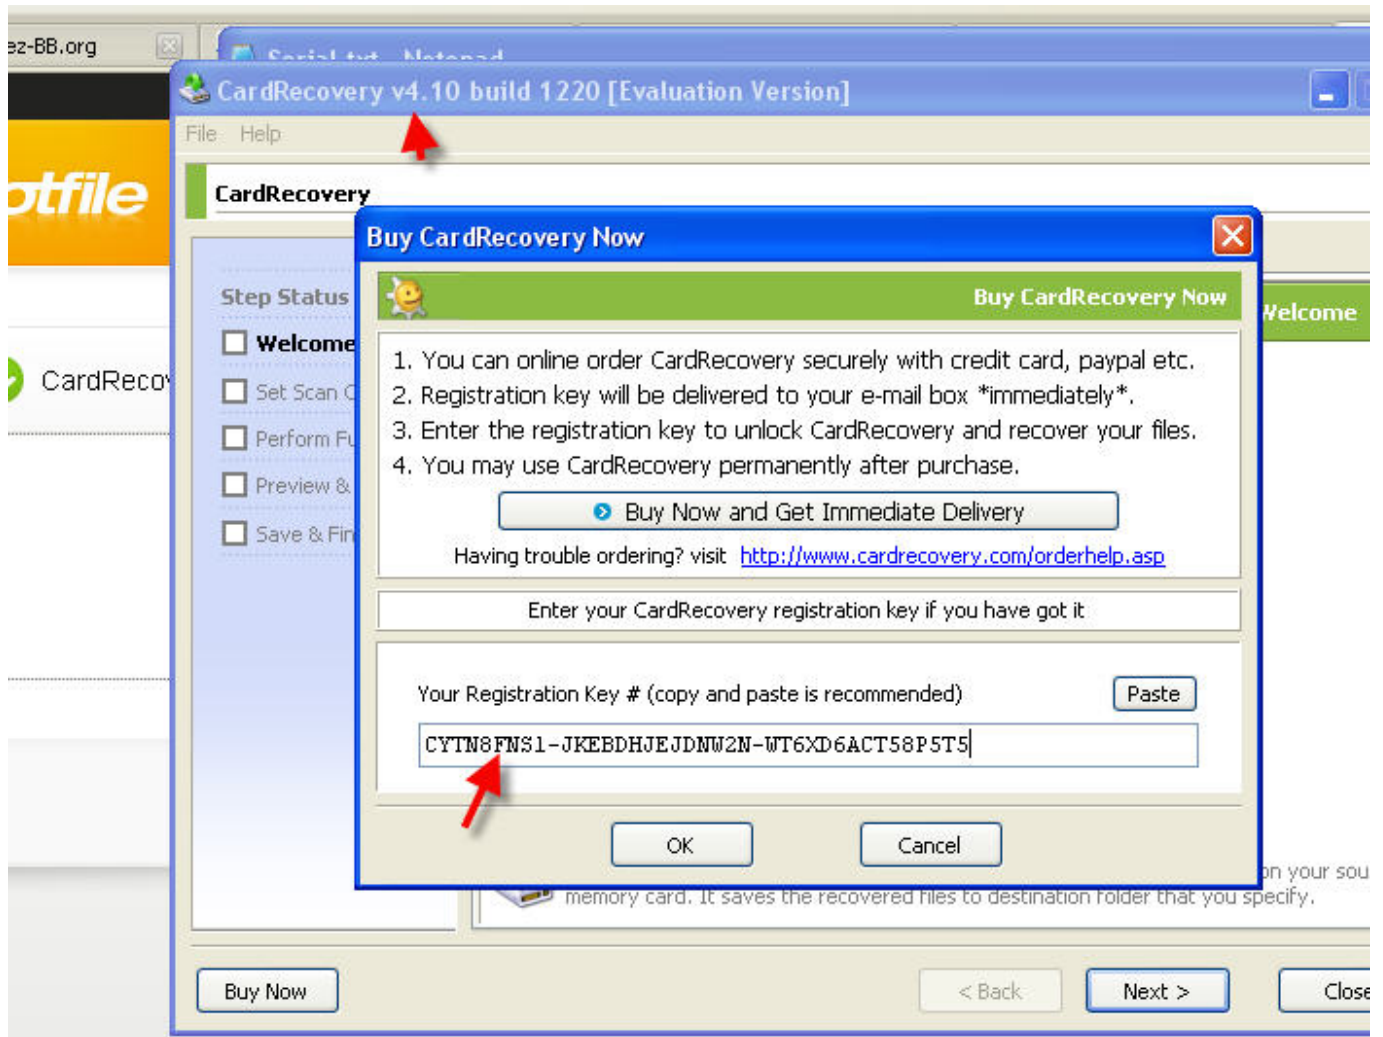 ez-BB.org
Serial.txt - Notepad
CardRecovery v4.10 build 1220 [Evaluation Version]
File Help
otfile
CardRecovery
Buy CardRecovery Now
Buy CardRecovery Now
Step Status
Welcome
Welcome
1. You can online order CardRecovery securely with credit card, paypal etc.
CardRecov
Set Scan
2. Registration key will be delivered to your e-mail box *immediately*.
Perform Fu
3. Enter the registration key to unlock CardRecovery and recover your files.
4. You may use CardRecovery permanently after purchase.
Preview &
Buy Now and Get Immediate Delivery
Save & Fin
Having trouble ordering? visit http://www.cardrecovery.com/orderhelp.asp
Enter your CardRecovery registration key if you have got it
Your Registration Key # (copy and paste is recommended)
Paste
CYTN8FNS1-JKEBDHJEJDNW2N-WT6XD6ACT58P5T5
OK Cancel
on your sou
memory card. It saves the recovered files to destination folder that you specify.
Buy Now
< Back Next > Close